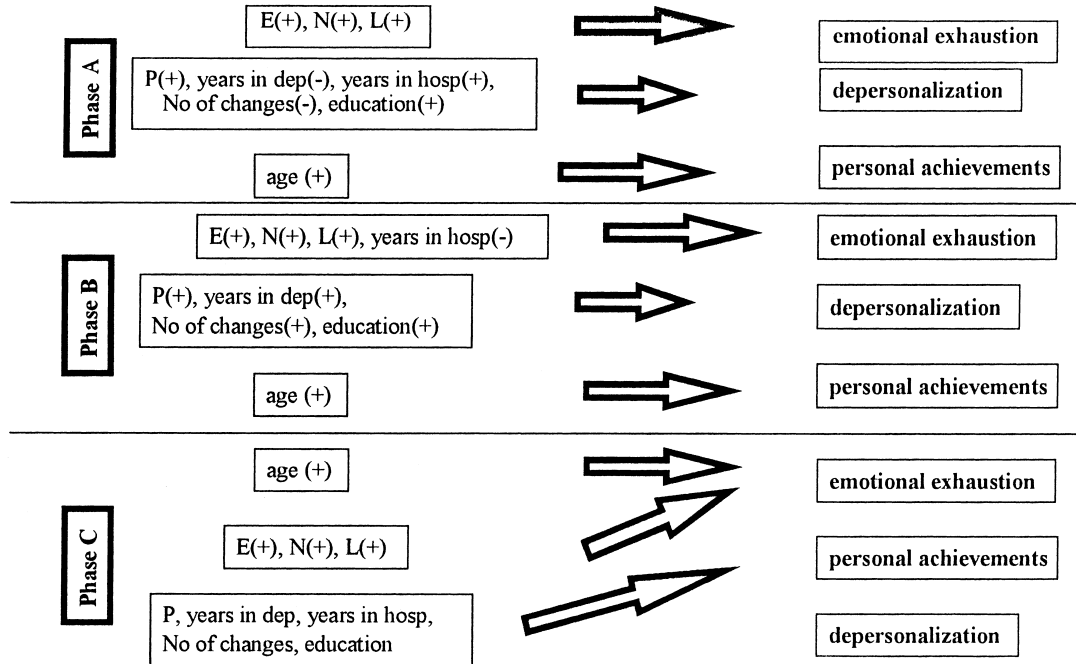 Phase A
E(+), N(+), L(+)
emotional exhaustion
P(+), years in dep(-), years in hosp(+),
No of changes(-), education(+)
depersonalization
age (+)
personal achievements
Phase B
E(+), N(+), L(+), years in hosp(-)
emotional exhaustion
P(+), years in dep(+),
No of changes(+), education(+)
depersonalization
age (+)
personal achievements
Phase C
age (+)
emotional exhaustion
E(+), N(+), L(+)
personal achievements
P, years in dep, years in hosp,
No of changes, education
depersonalization